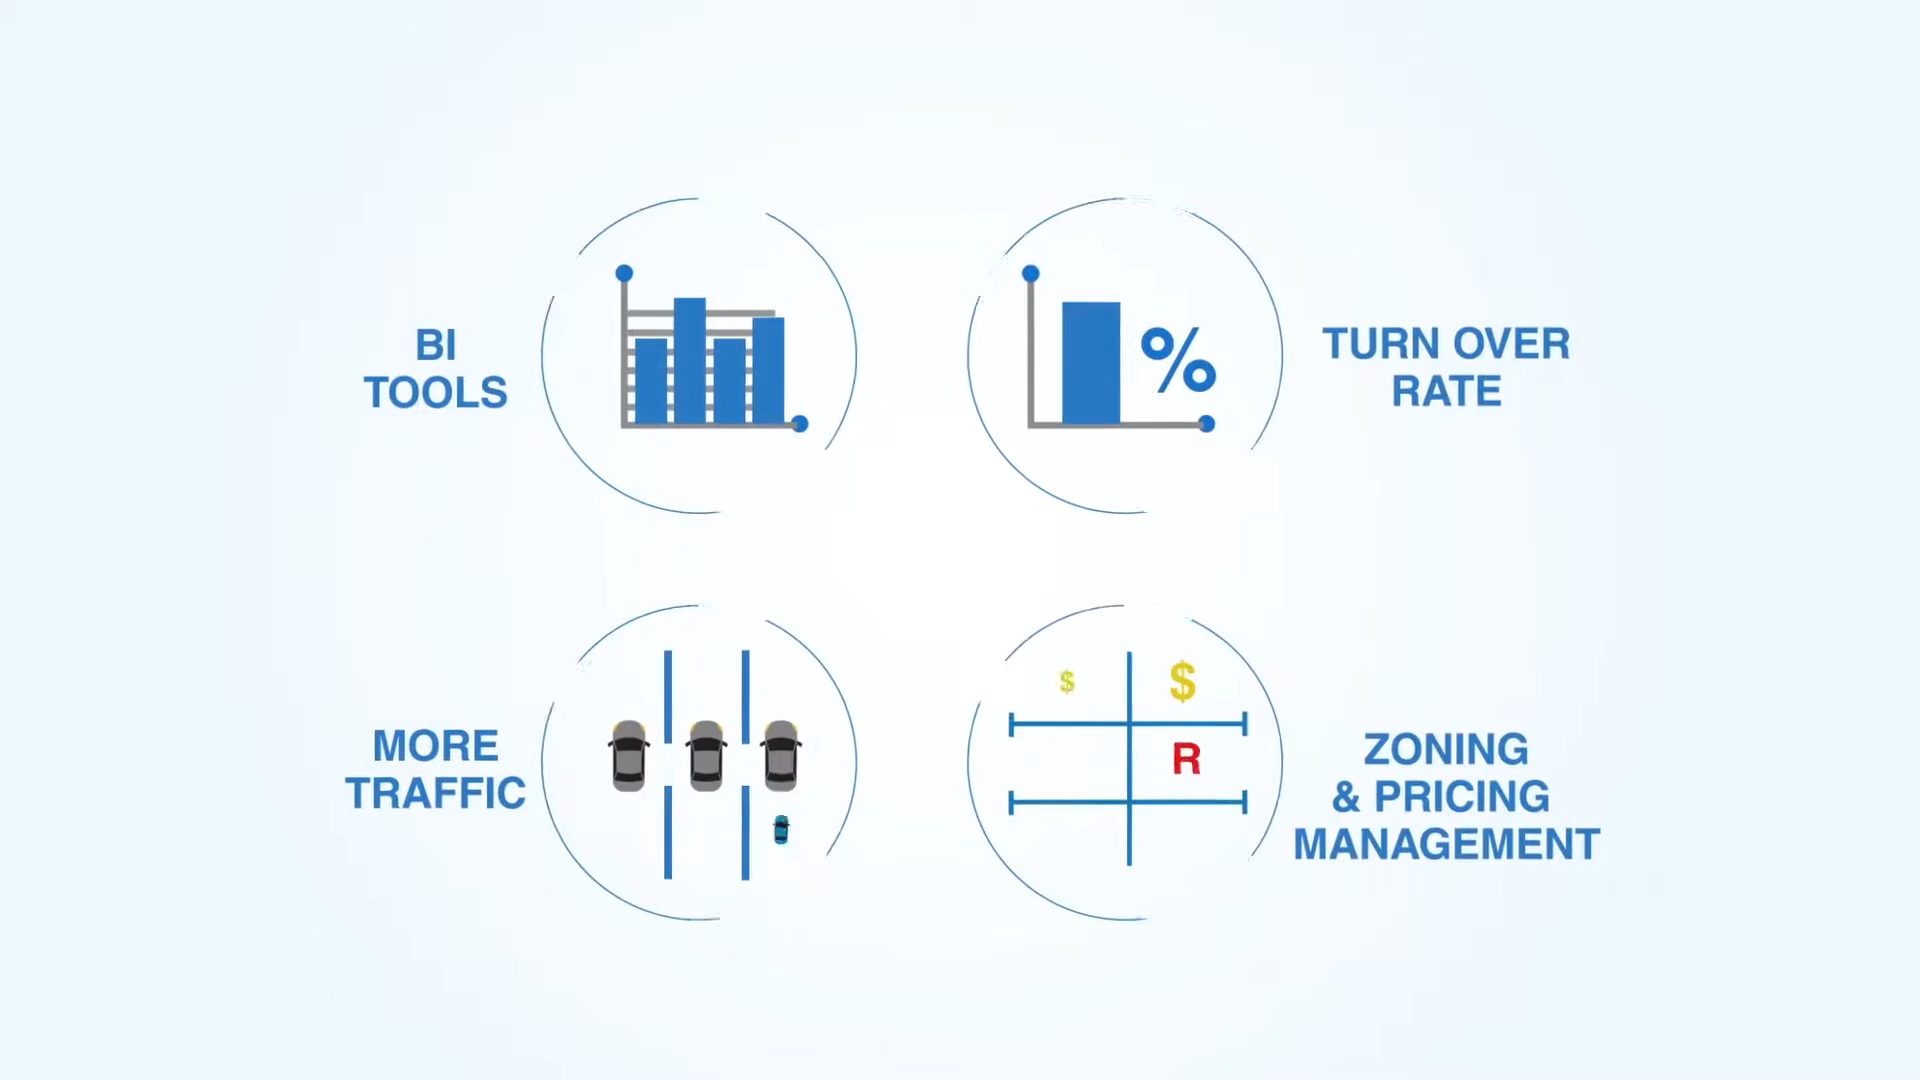 BI
TOOLS
%
TURN OVER
RATE
MORE
TRAFFIC
$ $
R
ZONING
& PRICING
MANAGEMENT